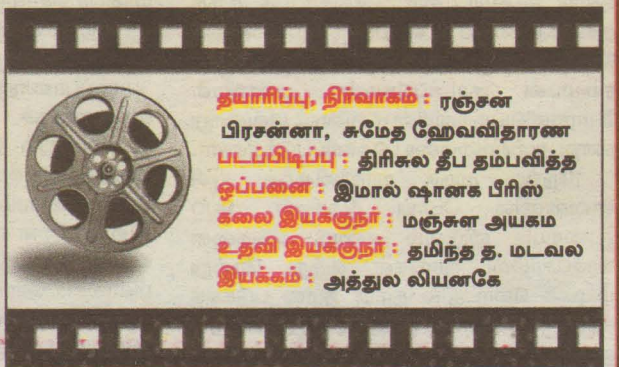 தயாரிப்பு, நிர்வாகம் : ரஞ்சன்
பிரசன்னா, சுமேத ஹேவவிதாரண
படப்பிடிப்பு : திரிசுல தீப தம்பவித்த
ஒப்பனை : இமால் ஷானக பீரிஸ்
கலை இயக்குநர் : மஞ்சுள அயகம
உதவி இயக்குநர் : தமிந்த த. மடவல
இயக்கம் : அத்துல லியனகே